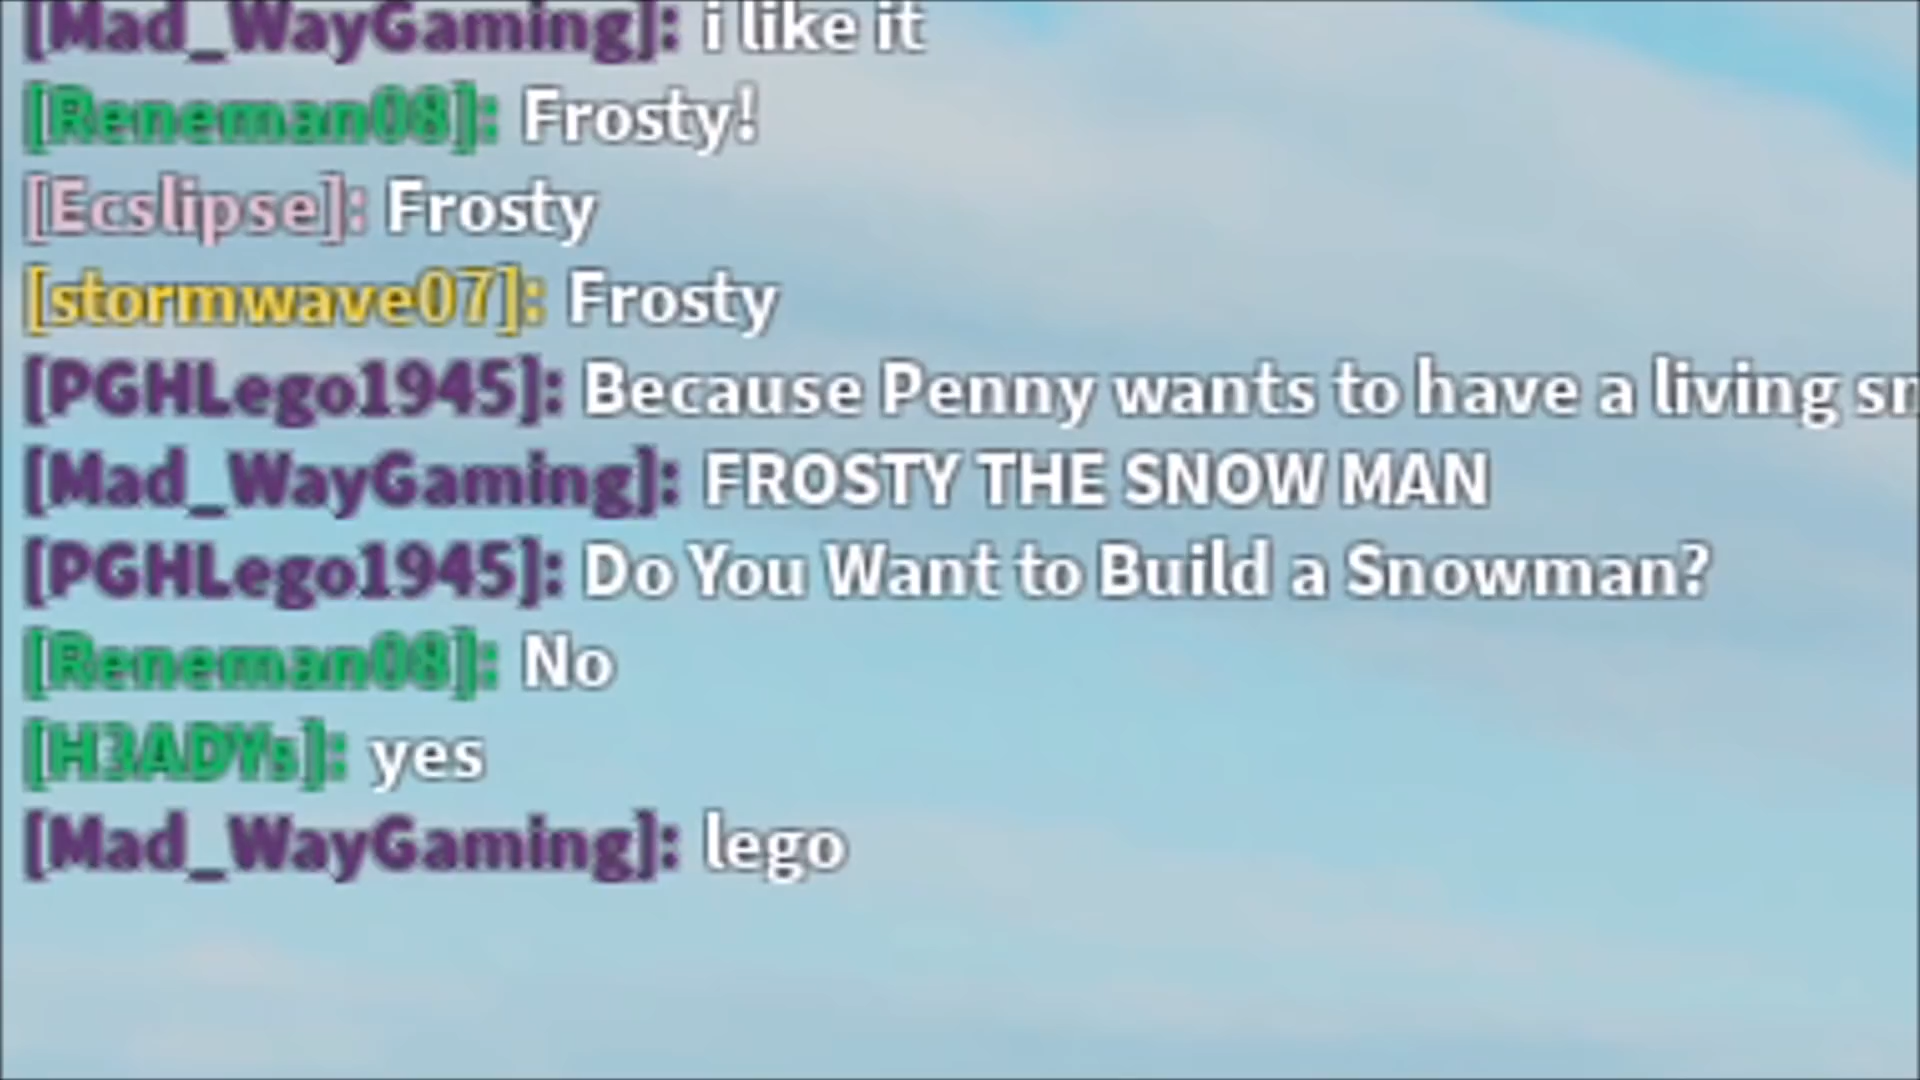 [Mad_WayGaming]: i like it
[Reneman08]: Frosty!
[Ecslipse]: Frosty
[stormwave07]: Frosty
[PGHLego1945]: Because Penny wants to have a living
[Mad_WayGaming]: FROSTY THE SNOW MAN
[PGHLego1945]: Do You Want to Build a Snowman?
[Reneman08]: No
[H3ADYs]: yes
[Mad_WayGaming]: lego